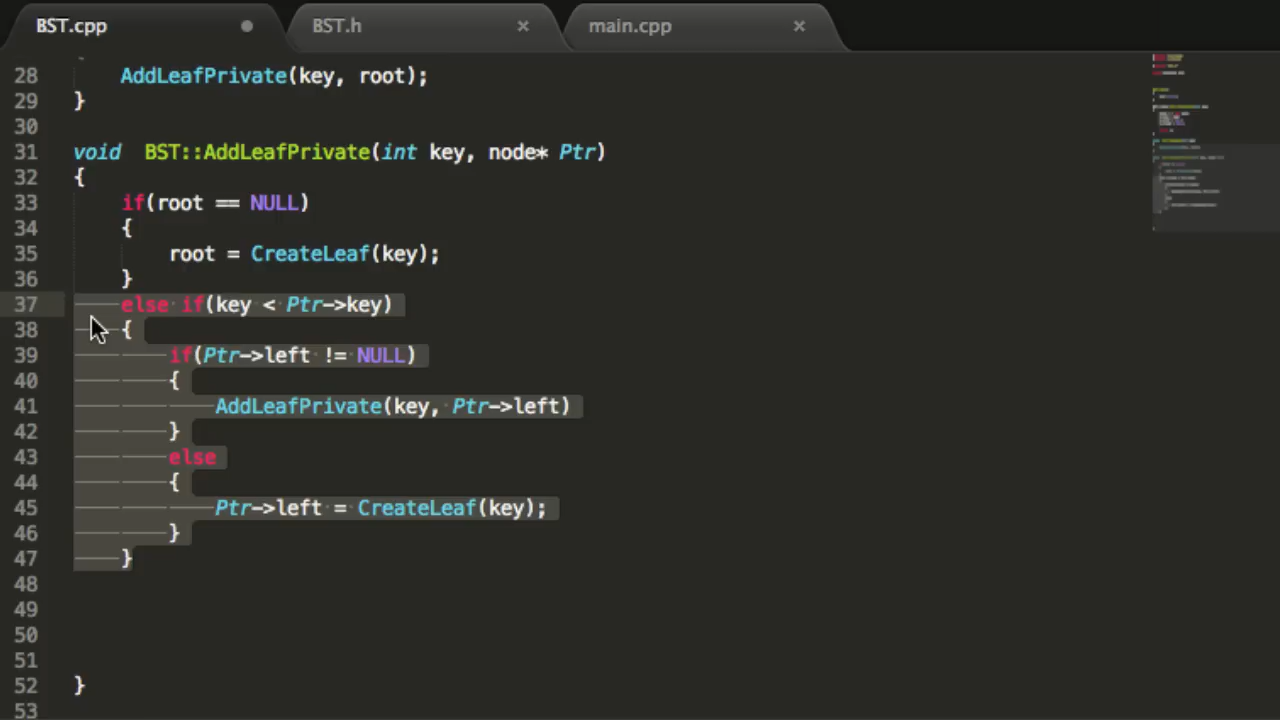 BST.cpp BST.h × main.cpp ×
28 AddLeafPrivate(key, root);
29 }
30
31 void BST::AddLeafPrivate(int key, node* Ptr)
32 {
33 if(root == NULL)
34 {
35 root = CreateLeaf(key);
36 }
37 else if(key < Ptr->key)
38 {
39 if(Ptr->left != NULL)
40 {
41 AddLeafPrivate(key, Ptr->left)
42 }
43 else
44 {
45 Ptr->left = CreateLeaf(key);
46 }
47 }
48
49
50
51
52 }
53